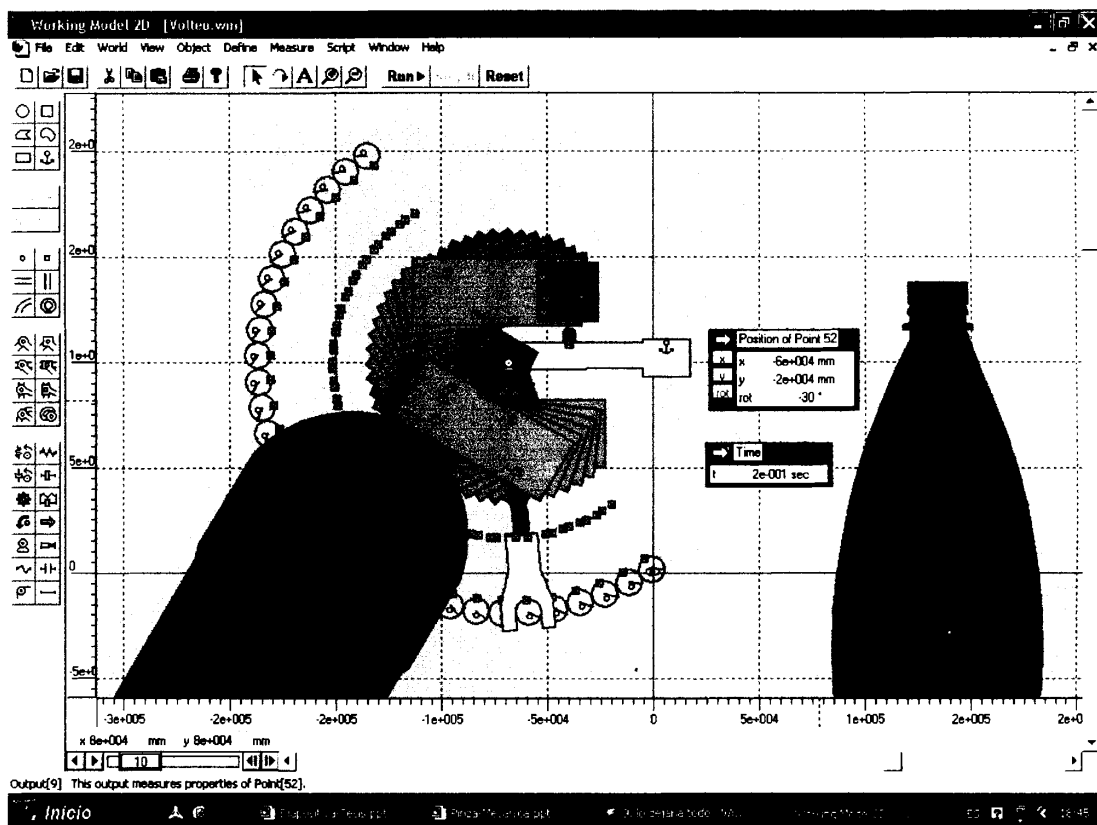 Working Model 2D - [Volteo.wm]
File Edit World View Object Define Measure Script Window Help
Run Reset
2e+0
2e+0
1e+0
5e+0
0
5e+0
Position of Point 52
x x -6e+004 mm
y y -2e+004 mm
rot rot -30 °
Time
t 2e-001 sec
-3e+005 -2e+005 -2e+005 -1e+005 -5e+004 0 5e+004 1e+005 2e+005 2e+0
x 8e+004 mm y 8e+004 mm
10
Output[9] This output measures properties of Point[52].
Inicio